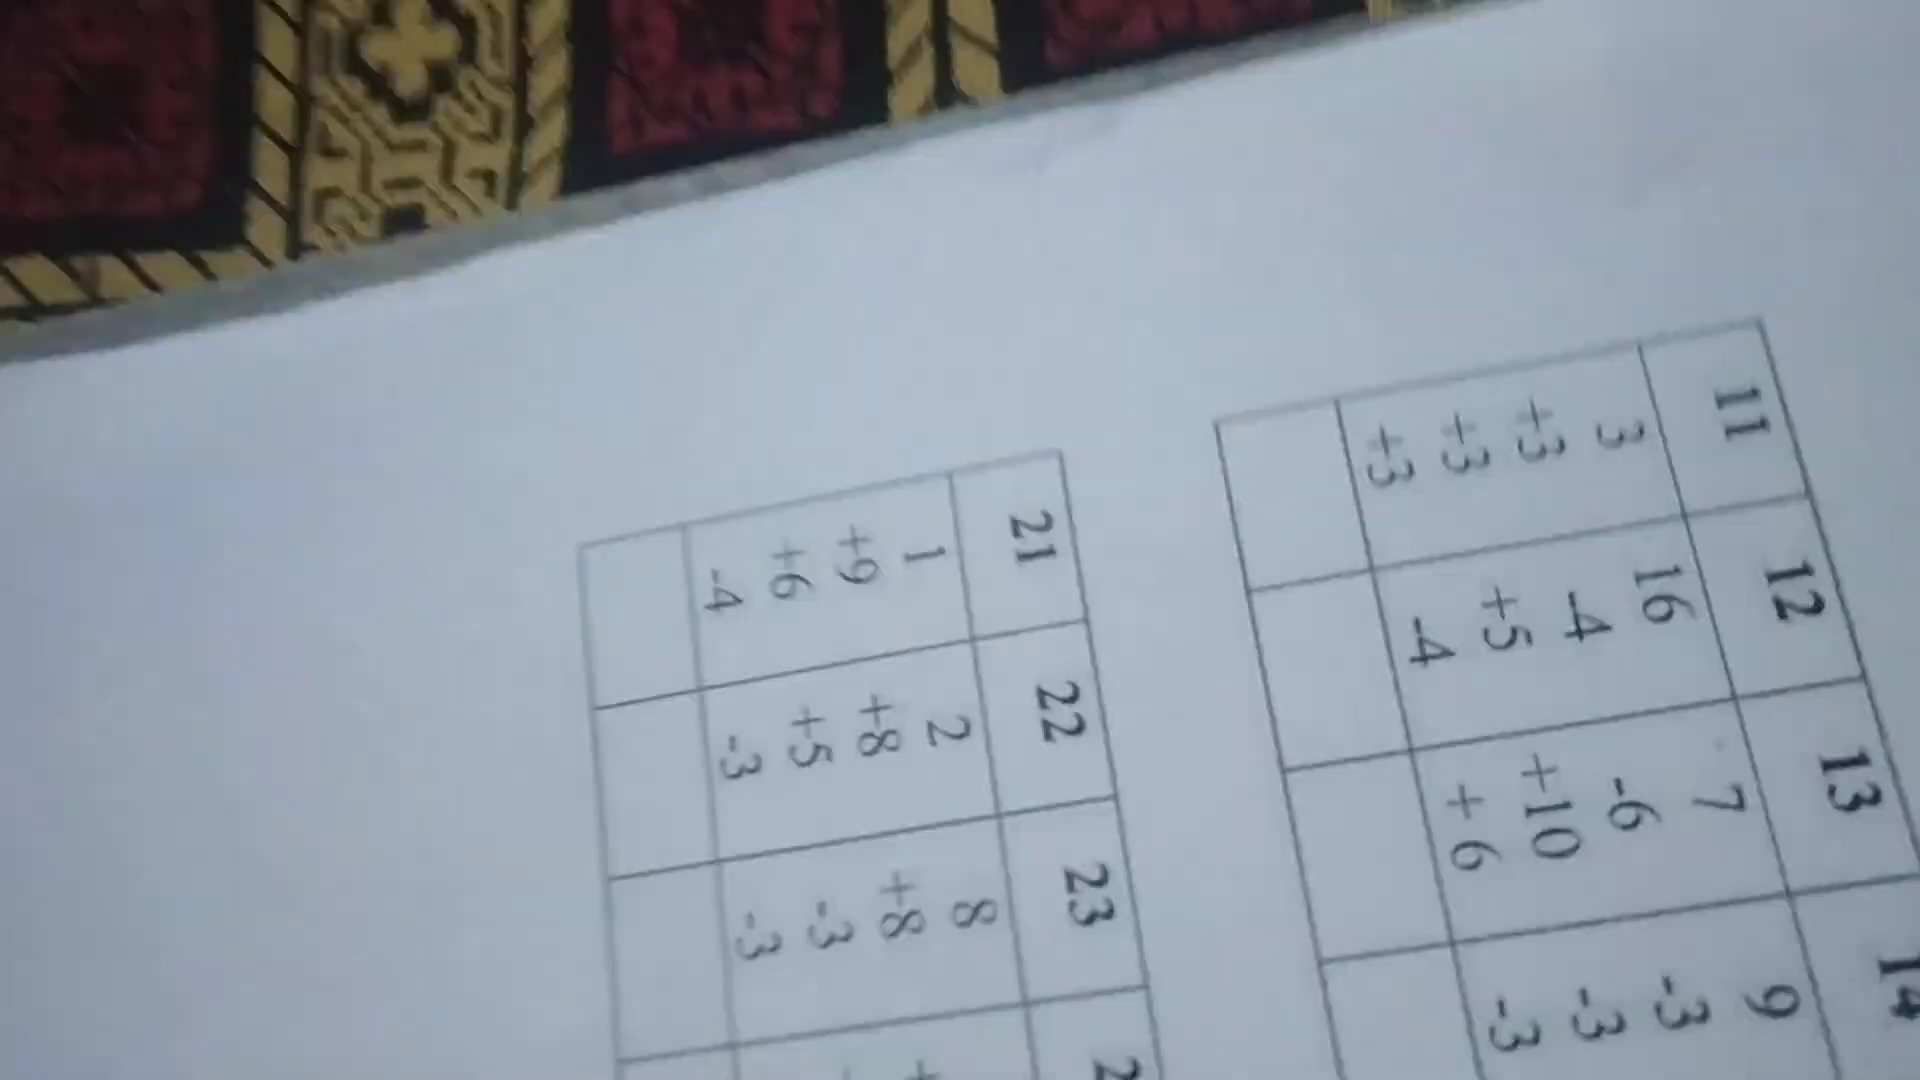 11 12 13 14
3 16 7 9
+3 -4 -6 -3
+3 +5 +10 -3
+3 -4 + 6 -3
21 22 23
1 2 8
+9 +8 +8
+6 +5 -3
-4 -3 -3